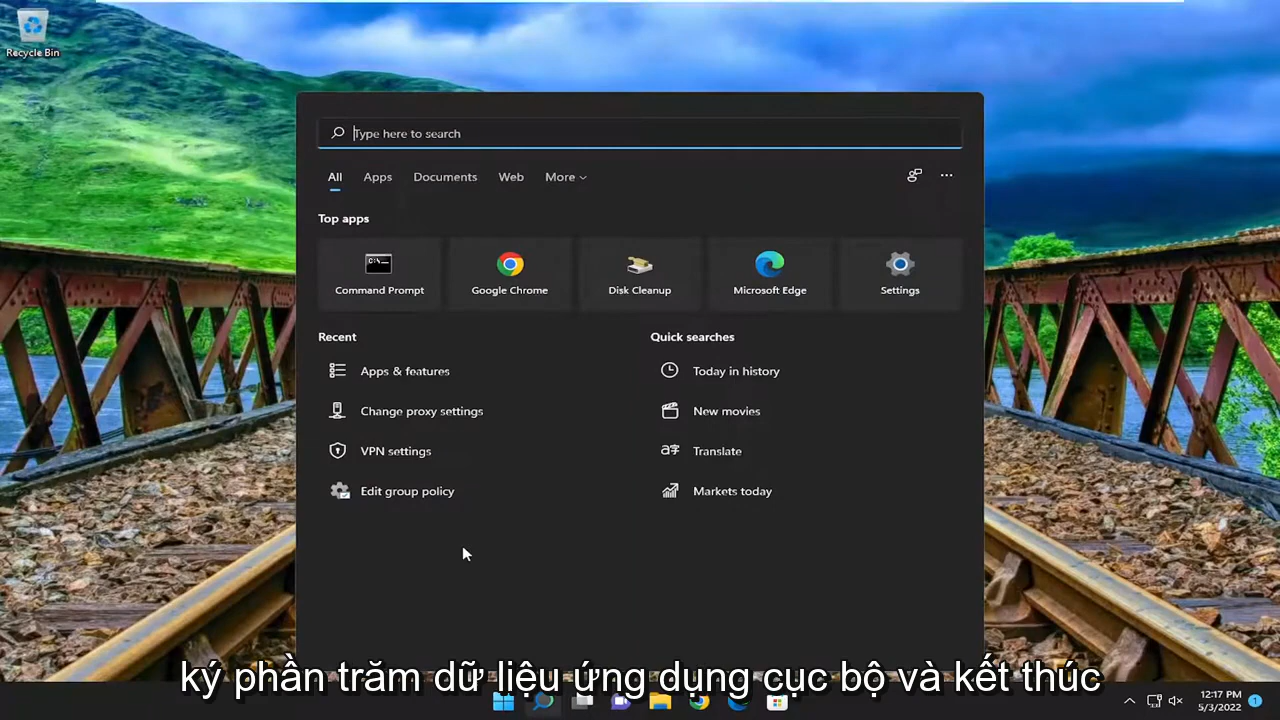 Recycle Bin
Type here to search
All Apps Documents Web More
Top apps
Command Prompt Google Chrome Disk Cleanup Microsoft Edge Settings
Recent Quick searches
Apps & features Today in history
Change proxy settings New movies
VPN settings Translate
Edit group policy Markets today
ký phần trăm dữ liệu ứng dụng cục bộ và kết thúc
12:17 PM
5/3/2022
1